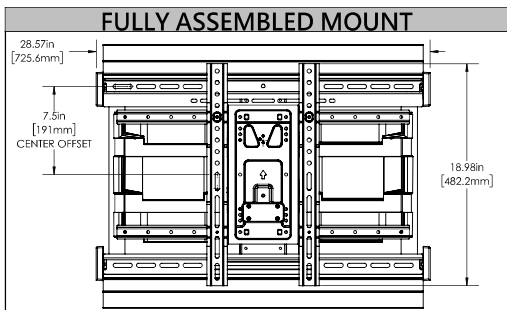 FULLY ASSEMBLED MOUNT
28.57in
[725.6mm]
7.5in
[191mm]
CENTER OFFSET
18.98in
[482.2mm]